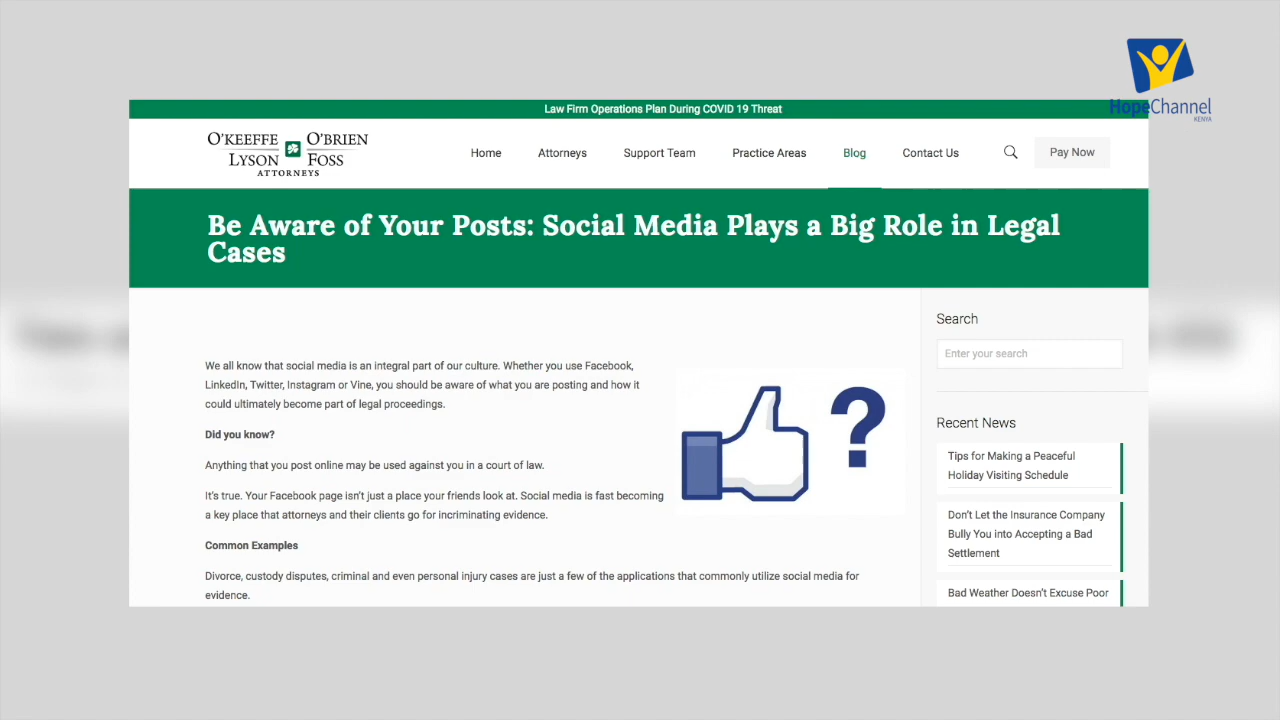 HopeChannel
KENYA
Law Firm Operations Plan During COVID 19 Threat
O'KEEFFE O'BRIEN
LYSON FOSS
ATTORNEYS
Home Attorneys Support Team Practice Areas Blog Contact Us Pay Now
Be Aware of Your Posts: Social Media Plays a Big Role in Legal
Cases
We all know that social media is an integral part of our culture. Whether you use Facebook,
LinkedIn, Twitter, Instagram or Vine, you should be aware of what you are posting and how it
could ultimately become part of legal proceedings.
Did you know?
Anything that you post online may be used against you in a court of law.
It's true. Your Facebook page isn't just a place your friends look at. Social media is fast becoming
a key place that attorneys and their clients go for incriminating evidence.
Common Examples
Divorce, custody disputes, criminal and even personal injury cases are just a few of the applications that commonly utilize social media for
evidence.
?
Search
Enter your search
Recent News
Tips for Making a Peaceful
Holiday Visiting Schedule
Don't Let the Insurance Company
Bully You into Accepting a Bad
Settlement
Bad Weather Doesn't Excuse Poor